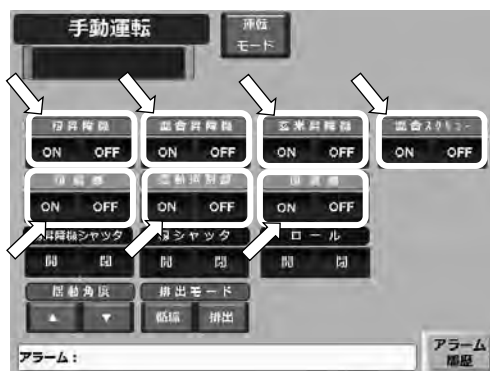 手動運転
運転
モード
籾昇降機
混合昇降機
玄米昇降機
混合スクリュー
ON OFF
ON OFF
ON OFF
ON OFF
ON OFF
ON OFF
ON OFF
昇降機シャッタ
シャッタ
ロール
開 閉
開 閉
開 閉
揺動角度
排出モード
▲ ▼
循環 排出
アラーム:
アラーム
履歴